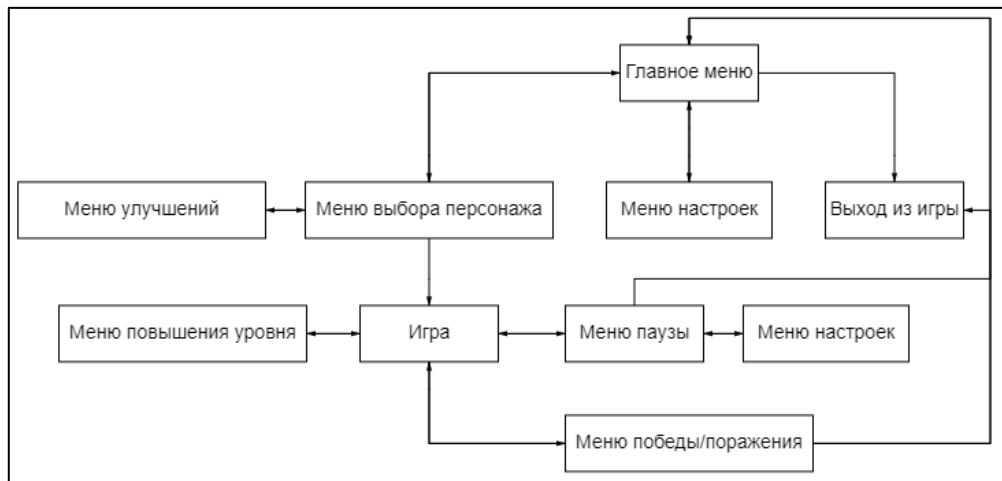 Главное меню
Меню улучшений
Меню выбора персонажа
Меню настроек
Выход из игры
Меню повышения уровня
Игра
Меню паузы
Меню настроек
Меню победы/поражения